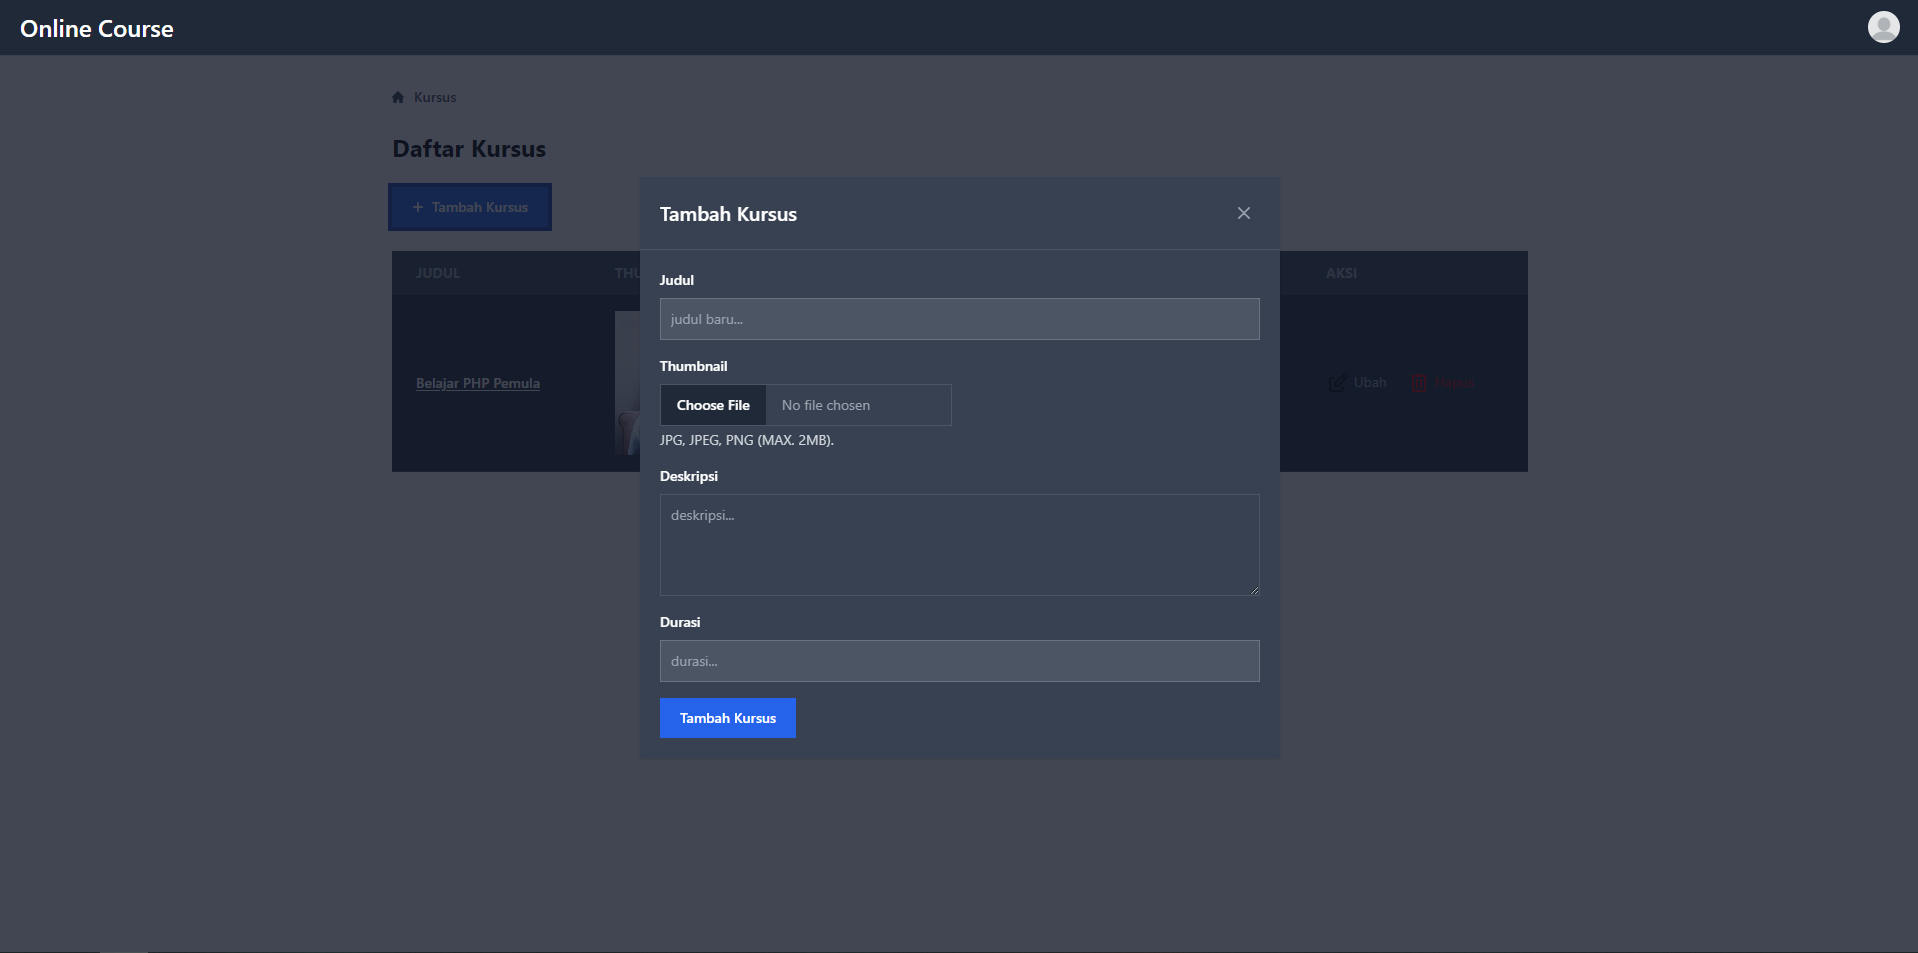 Online Course
Kursus
Daftar Kursus
Tambah Kursus
JUDUL
THU
AKSI
Belajar PHP Pemula
Ubah
Hapus
Tambah Kursus
Judul
judul baru...
Thumbnail
Choose File
No file chosen
JPG, JPEG, PNG (MAX. 2MB).
Deskripsi
deskripsi...
Durasi
durasi...
Tambah Kursus